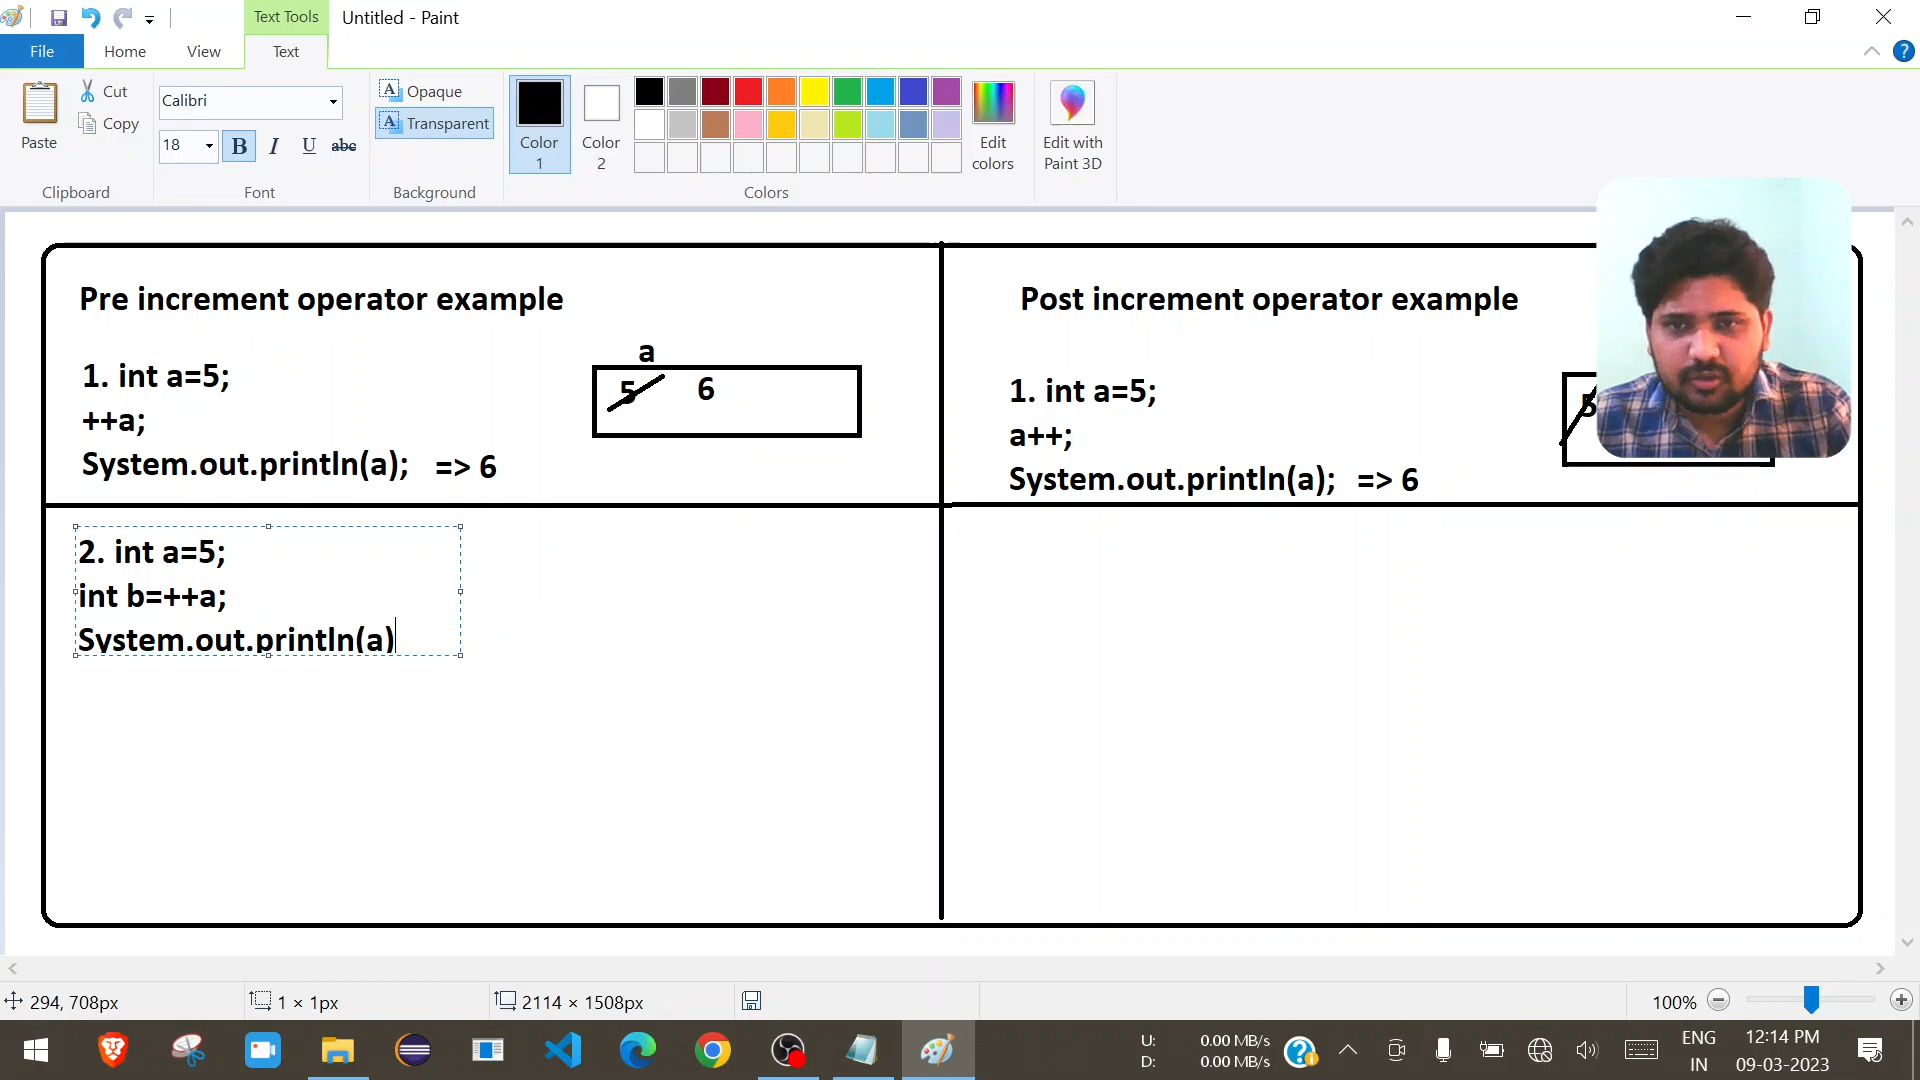 Text Tools
Untitled - Paint
File
Home
View
Text
Cut
Copy
Paste
Calibri
18
B
I
U
abc
A
Opaque
A
Transparent
Color
1
Color
2
Edit
colors
Edit with
Paint 3D
Clipboard
Font
Background
Colors
Pre increment operator example
a
5
6
1. int a=5;
++a;
System.out.println(a);
=> 6
Post increment operator example
1. int a=5;
a++;
System.out.println(a);
=> 6
5
2. int a=5;
int b=++a;
System.out.println(a)
294, 708px
1 × 1px
2114 × 1508px
100%
U:
0.00 MB/s
D:
0.00 MB/s
ENG
IN
12:14 PM
09-03-2023